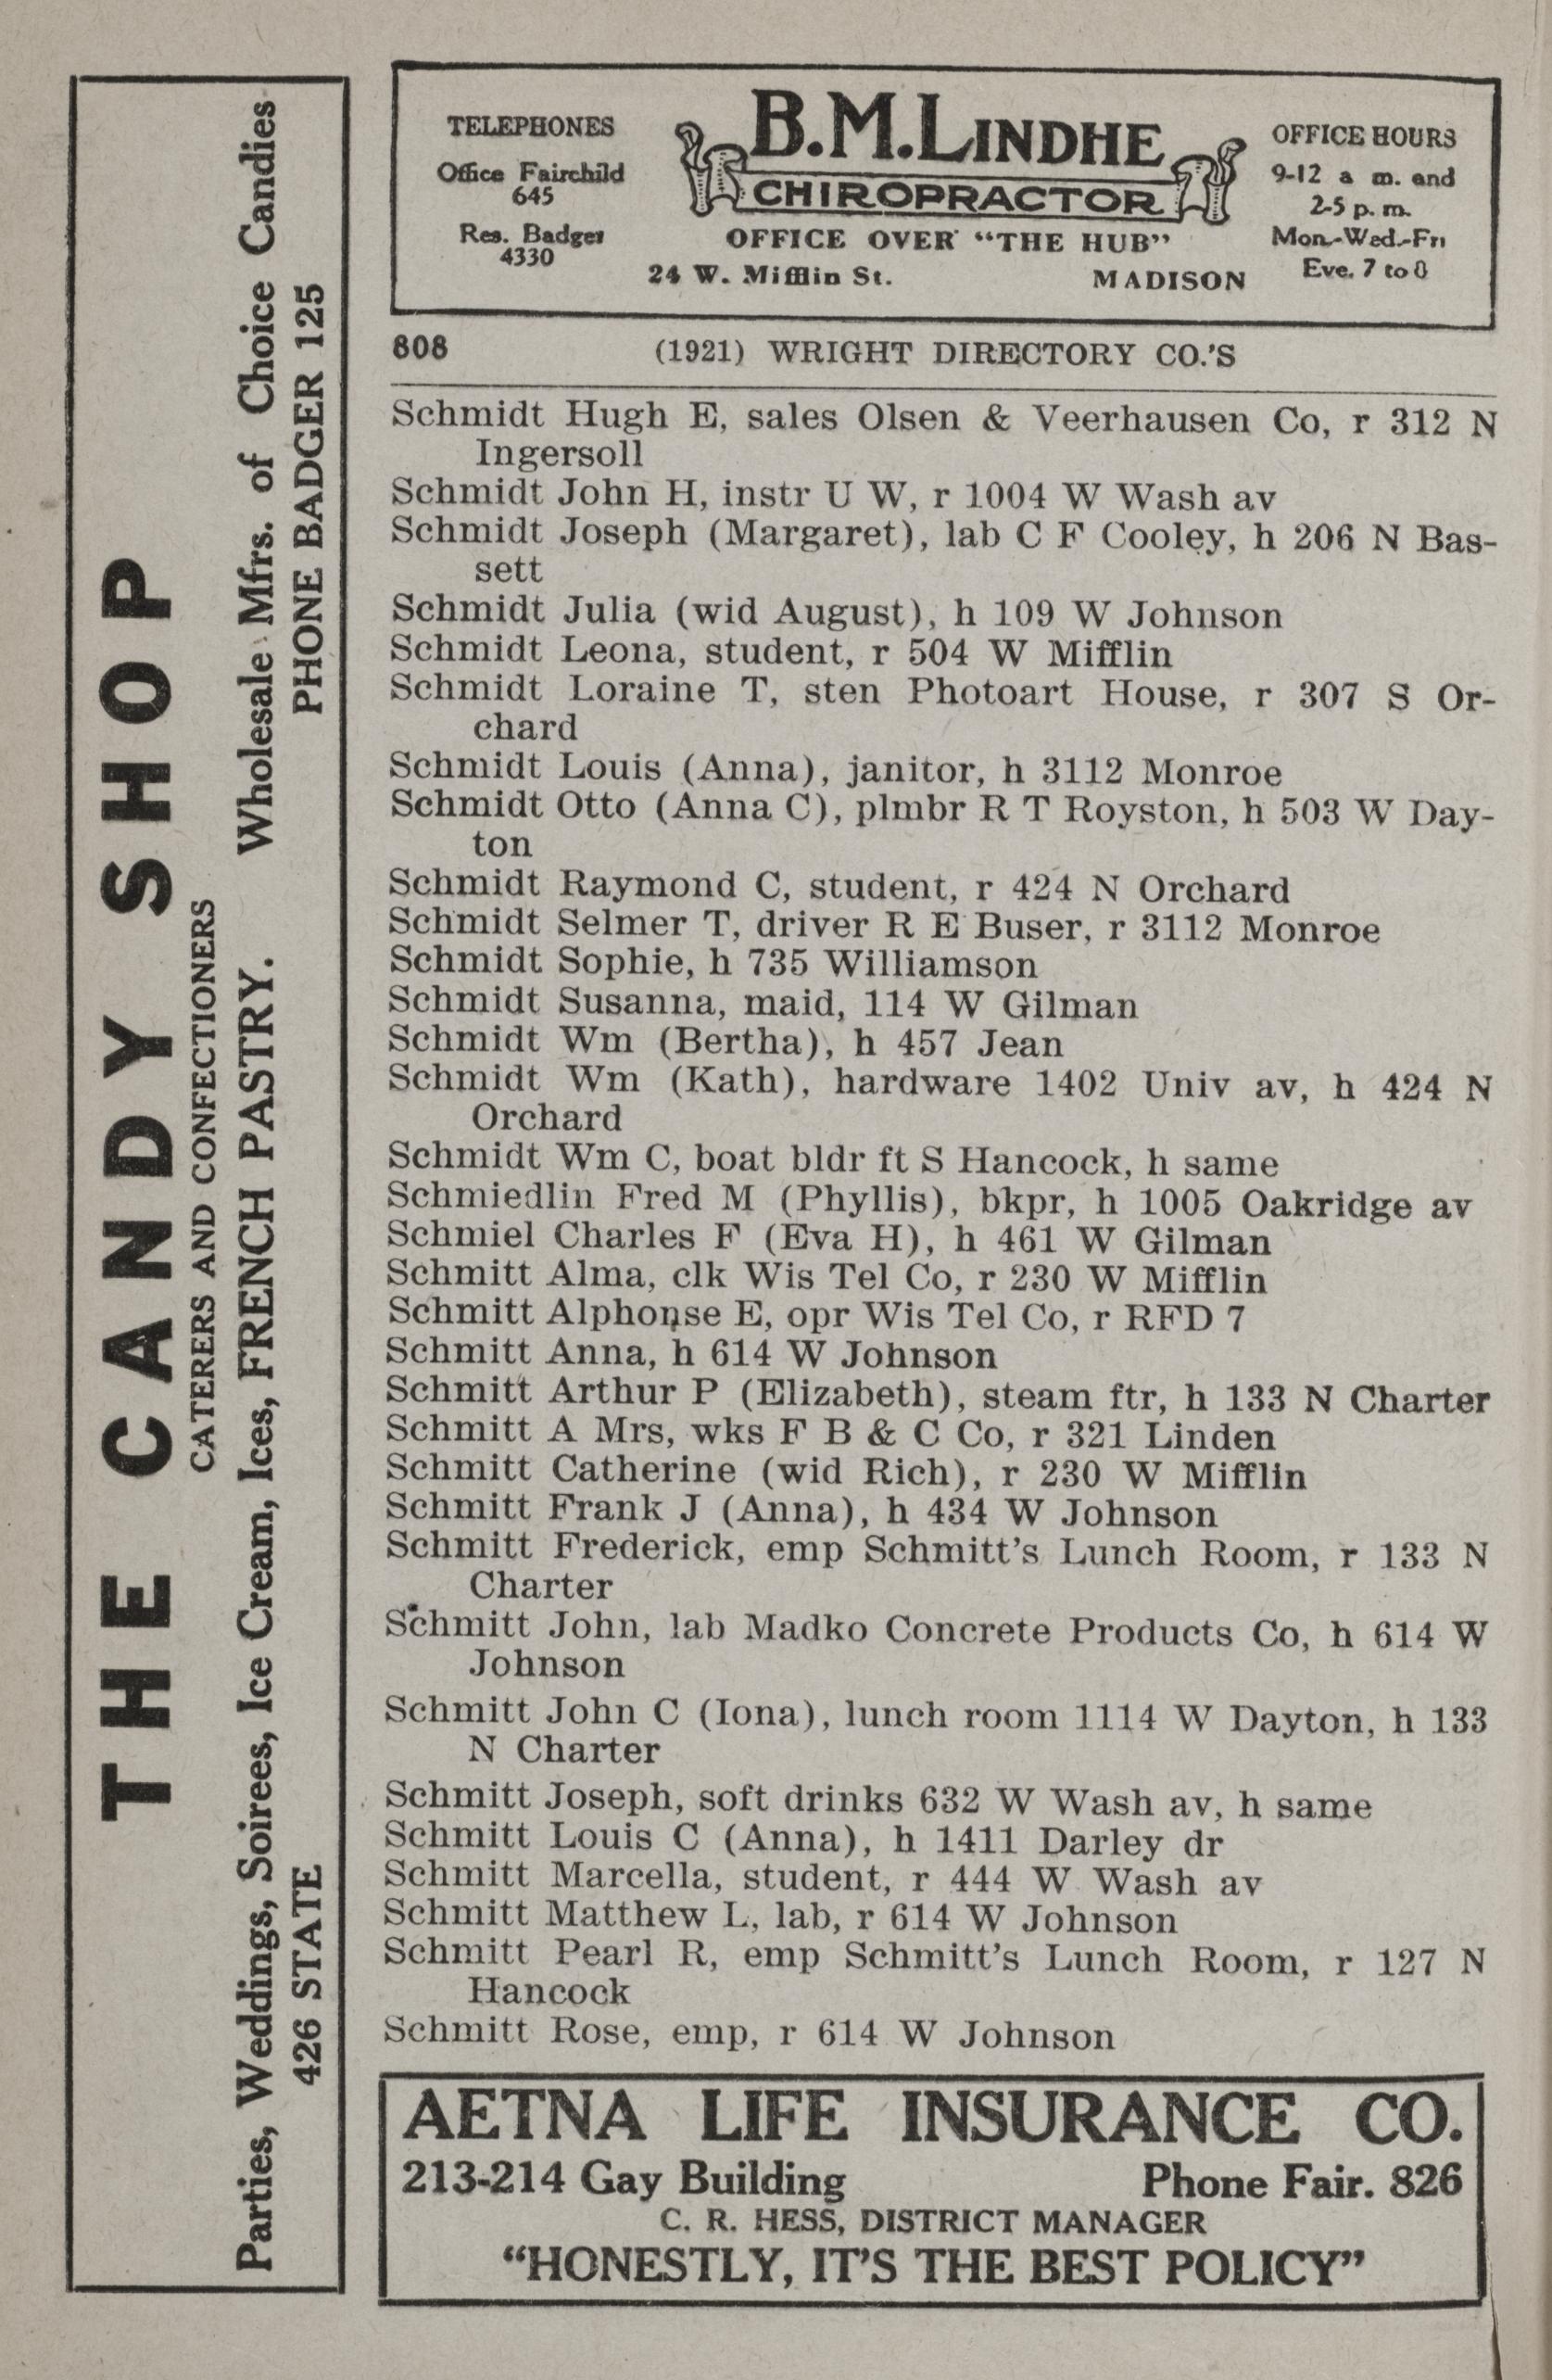 TELEPHONES
Office Fairchild
645
Res. Badger
4330
B.M.LINDHE
CHIROPRACTOR
OFFICE OVER "THE HUB"
24 W. Mifflin St. MADISON
OFFICE HOURS
9-12 a m. and
2-5 p. m.
Mon.-Wed.-Fri
Eve. 7 to 8
808 (1921) WRIGHT DIRECTORY CO.'S
Schmidt Hugh E, sales Olsen & Veerhausen Co, r 312 N
Ingersoll
Schmidt John H, instr U W, r 1004 W Wash av
Schmidt Joseph (Margaret), lab C F Cooley, h 206 N Bas-
sett
Schmidt Julia (wid August), h 109 W Johnson
Schmidt Leona, student, r 504 W Mifflin
Schmidt Loraine T, sten Photoart House, r 307 S Or-
chard
Schmidt Louis (Anna), janitor, h 3112 Monroe
Schmidt Otto (Anna C), plmbr R T Royston, h 503 W Day-
ton
Schmidt Raymond C, student, r 424 N Orchard
Schmidt Selmer T, driver R E Buser, r 3112 Monroe
Schmidt Sophie, h 735 Williamson
Schmidt Susanna, maid, 114 W Gilman
Schmidt Wm (Bertha), h 457 Jean
Schmidt Wm (Kath), hardware 1402 Univ av, h 424 N
Orchard
Schmidt Wm C, boat bldr ft S Hancock, h same
Schmiedlin Fred M (Phyllis), bkpr, h 1005 Oakridge av
Schmiel Charles F (Eva H), h 461 W Gilman
Schmitt Alma, clk Wis Tel Co, r 230 W Mifflin
Schmitt Alphonse E, opr Wis Tel Co, r RFD 7
Schmitt Anna, h 614 W Johnson
Schmitt Arthur P (Elizabeth), steam ftr, h 133 N Charter
Schmitt A Mrs, wks F B & C Co, r 321 Linden
Schmitt Catherine (wid Rich), r 230 W Mifflin
Schmitt Frank J (Anna), h 434 W Johnson
Schmitt Frederick, emp Schmitt's Lunch Room, r 133 N
Charter
Schmitt John, lab Madko Concrete Products Co, h 614 W
Johnson
Schmitt John C (Iona), lunch room 1114 W Dayton, h 133
N Charter
Schmitt Joseph, soft drinks 632 W Wash av, h same
Schmitt Louis C (Anna), h 1411 Darley dr
Schmitt Marcella, student, r 444 W Wash av
Schmitt Matthew L, lab, r 614 W Johnson
Schmitt Pearl R, emp Schmitt's Lunch Room, r 127 N
Hancock
Schmitt Rose, emp, r 614 W Johnson
AETNA LIFE INSURANCE CO.
213-214 Gay Building Phone Fair. 826
C. R. HESS, DISTRICT MANAGER
"HONESTLY, IT'S THE BEST POLICY"
THE CANDY SHOP
CATERERS AND CONFECTIONERS
Parties, Weddings, Soirees, Ice Cream, Ices, FRENCH PASTRY. Wholesale Mfrs. of Choice Candies
426 STATE PHONE BADGER 125